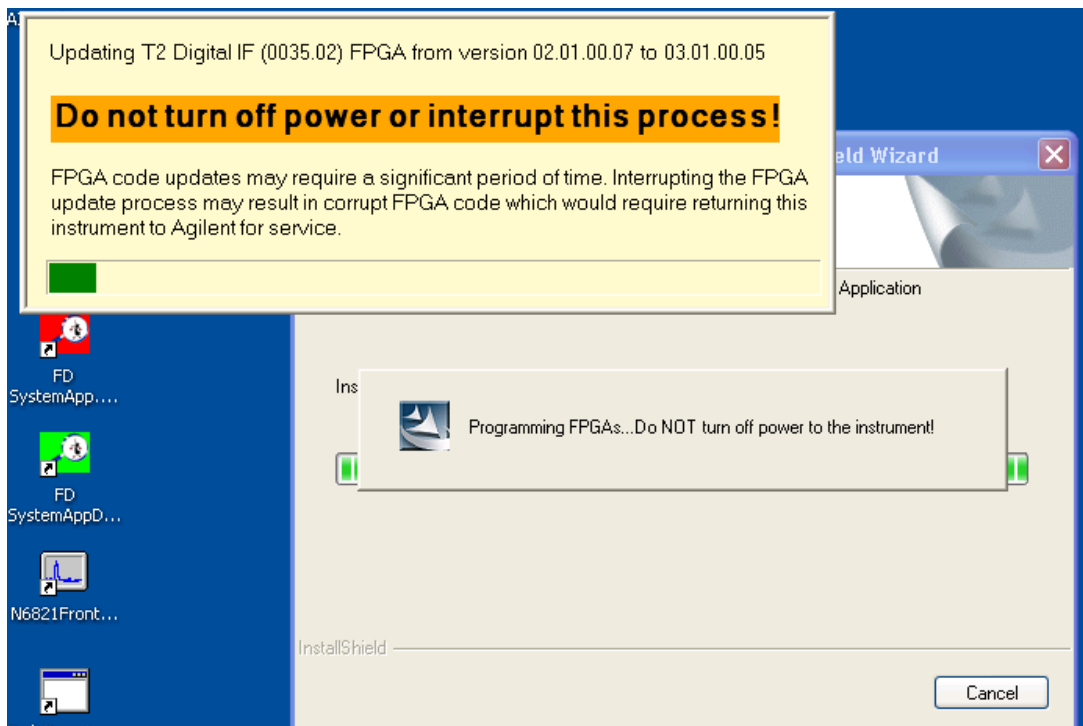 Updating T2 Digital IF (0035.02) FPGA from version 02.01.00.07 to 03.01.00.05
Do not turn off power or interrupt this process!
FPGA code updates may require a significant period of time. Interrupting the FPGA
update process may result in corrupt FPGA code which would require returning this
instrument to Agilent for service.
Wizard
Application
FD
SystemApp....
Programming FPGAs...Do NOT turn off power to the instrument!
FD
SystemAppD...
N6821Front...
InstallShield
Cancel